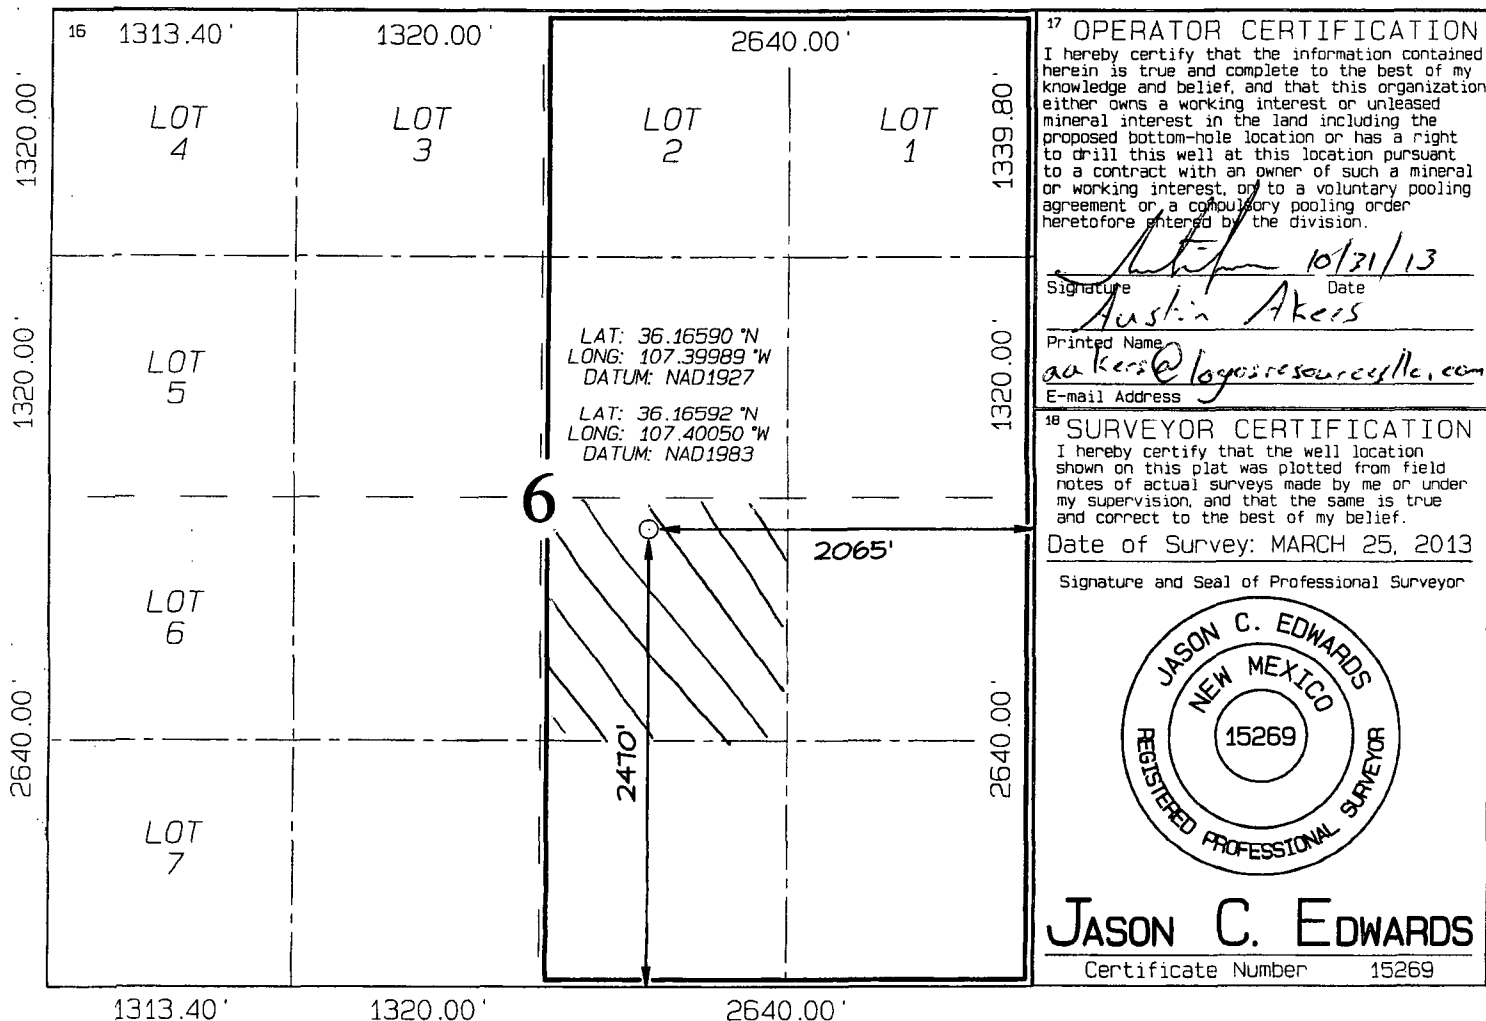 16 1313.40' 1320.00' 2640.00'
1320.00'
LOT
4
LOT
3
LOT
2
LOT
1
1339.80'
LAT: 36.16590 °N
LONG: 107.39989 °W
DATUM: NAD1927
LAT: 36.16592 °N
LONG: 107.40050 °W
DATUM: NAD1983
1320.00'
LOT
5
1320.00'
6
2065'
LOT
6
2640.00'
2470'
2640.00'
LOT
7
1313.40' 1320.00' 2640.00'
17 OPERATOR CERTIFICATION
I hereby certify that the information contained
herein is true and complete to the best of my
knowledge and belief, and that this organization
either owns a working interest or unleased
mineral interest in the land including the
proposed bottom-hole location or has a right
to drill this well at this location pursuant
to a contract with an owner of such a mineral
or working interest, or to a voluntary pooling
agreement or a compulsory pooling order
heretofore entered by the division.
10/31/13
Signature Date
Austin Akers
Printed Name
aakers@logosresourcesllc.com
E-mail Address
18 SURVEYOR CERTIFICATION
I hereby certify that the well location
shown on this plat was plotted from field
notes of actual surveys made by me or under
my supervision, and that the same is true
and correct to the best of my belief.
Date of Survey: MARCH 25, 2013
Signature and Seal of Professional Surveyor
JASON C. EDWARDS
NEW MEXICO
15269
REGISTERED PROFESSIONAL SURVEYOR
JASON C. EDWARDS
Certificate Number 15269